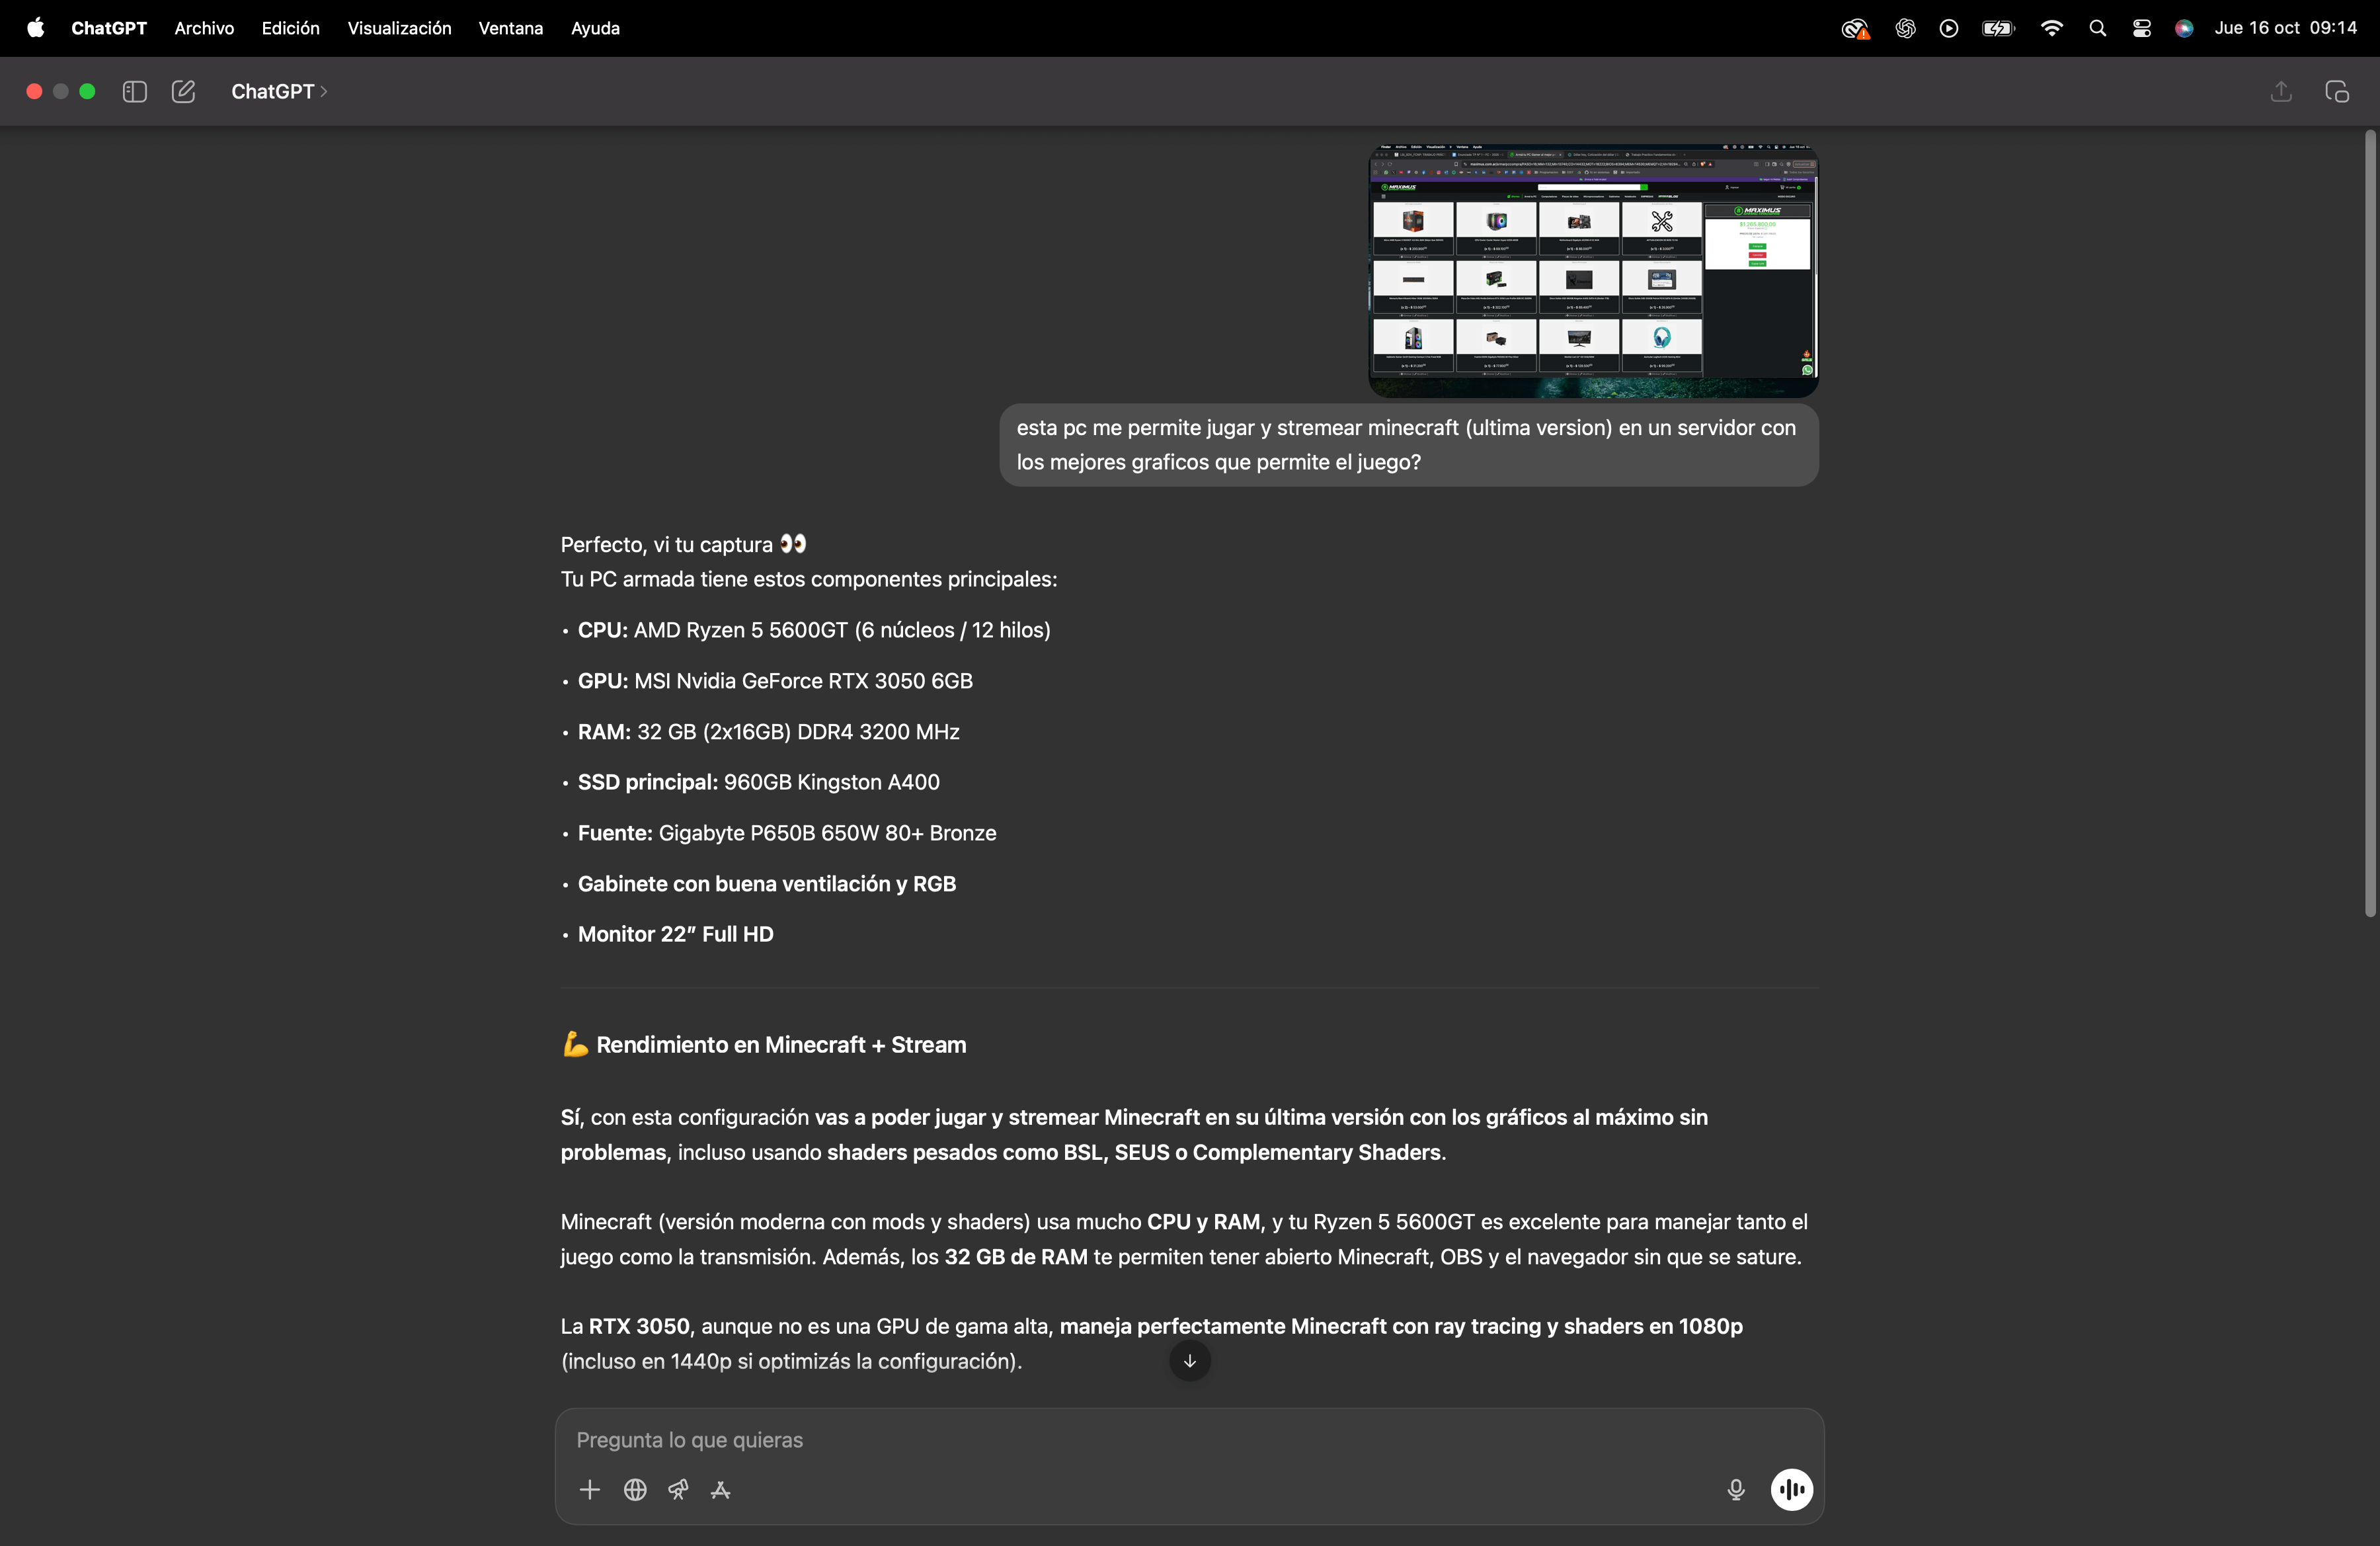 ChatGPT Archivo Edición Visualización Ventana Ayuda
Jue 16 oct 09:14
ChatGPT
MAXIMUS
MAXIMUS
esta pc me permite jugar y stremear minecraft (ultima version) en un servidor con
los mejores graficos que permite el juego?
Perfecto, vi tu captura 👀
Tu PC armada tiene estos componentes principales:
• CPU: AMD Ryzen 5 5600GT (6 núcleos / 12 hilos)
• GPU: MSI Nvidia GeForce RTX 3050 6GB
• RAM: 32 GB (2x16GB) DDR4 3200 MHz
• SSD principal: 960GB Kingston A400
• Fuente: Gigabyte P650B 650W 80+ Bronze
• Gabinete con buena ventilación y RGB
• Monitor 22” Full HD
💪 Rendimiento en Minecraft + Stream
Sí, con esta configuración vas a poder jugar y stremear Minecraft en su última versión con los gráficos al máximo sin
problemas, incluso usando shaders pesados como BSL, SEUS o Complementary Shaders.
Minecraft (versión moderna con mods y shaders) usa mucho CPU y RAM, y tu Ryzen 5 5600GT es excelente para manejar tanto el
juego como la transmisión. Además, los 32 GB de RAM te permiten tener abierto Minecraft, OBS y el navegador sin que se sature.
La RTX 3050, aunque no es una GPU de gama alta, maneja perfectamente Minecraft con ray tracing y shaders en 1080p
(incluso en 1440p si optimizás la configuración).
Pregunta lo que quieras